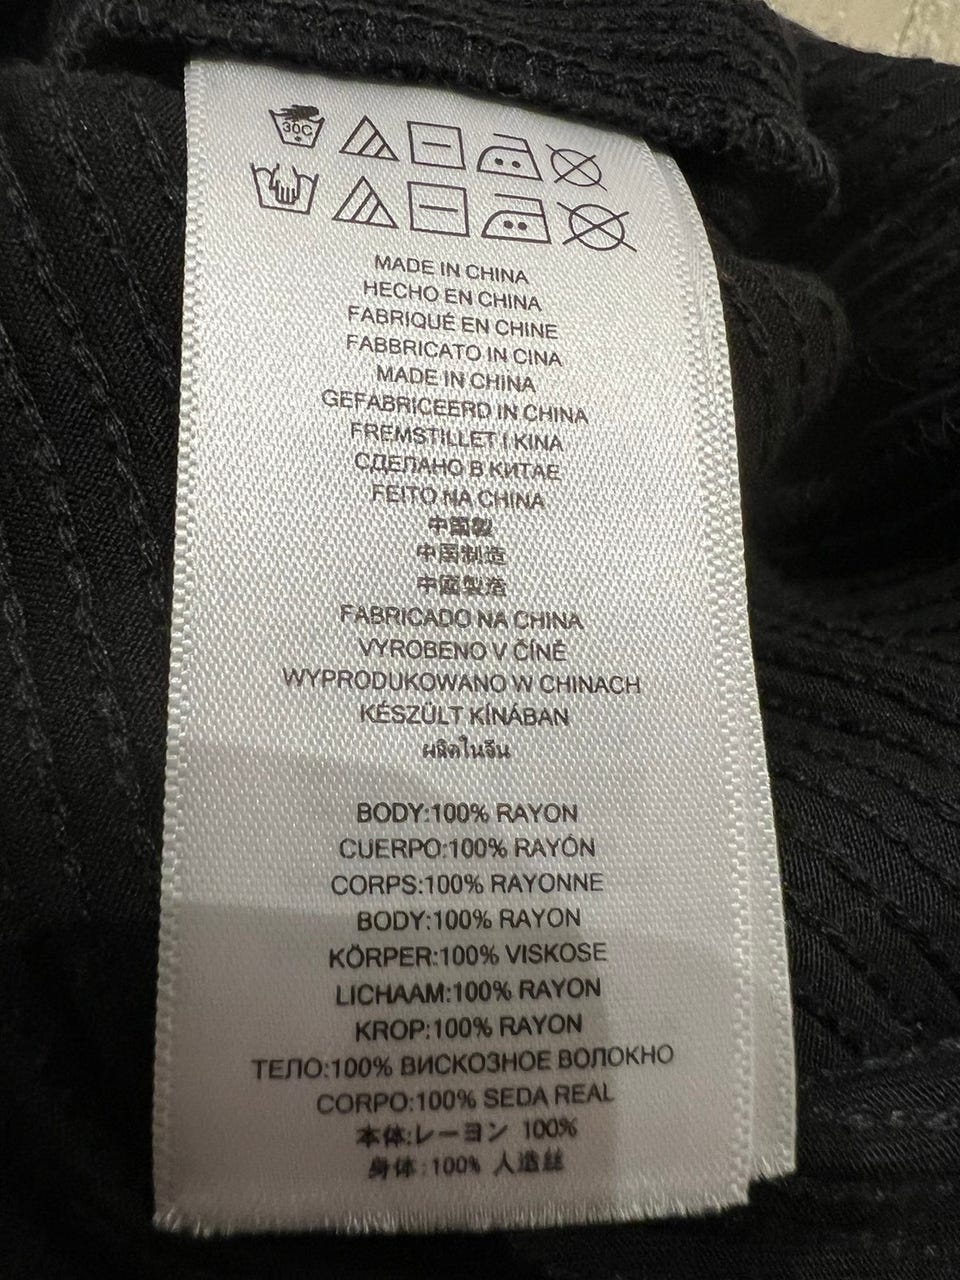 30C
MADE IN CHINA
HECHO EN CHINA
FABRIQUÉ EN CHINE
FABBRICATO IN CINA
MADE IN CHINA
GEFABRICEERD IN CHINA
FREMSTILLET I KINA
СДЕЛАНО В КИТАЕ
FEITO NA CHINA
中国製
中国制造
中國製造
FABRICADO NA CHINA
VYROBENO V ČÍNĚ
WYPRODUKOWANO W CHINACH
KÉSZÜLT KÍNÁBAN
ผลิตในจีน
BODY:100% RAYON
CUERPO:100% RAYÓN
CORPS:100% RAYONNE
BODY:100% RAYON
KÖRPER:100% VISKOSE
LICHAAM:100% RAYON
KROP:100% RAYON
ТЕЛО:100% ВИСКОЗНОЕ ВОЛОКНО
CORPO:100% SEDA REAL
本体:レーヨン 100%
身体:100% 人造丝